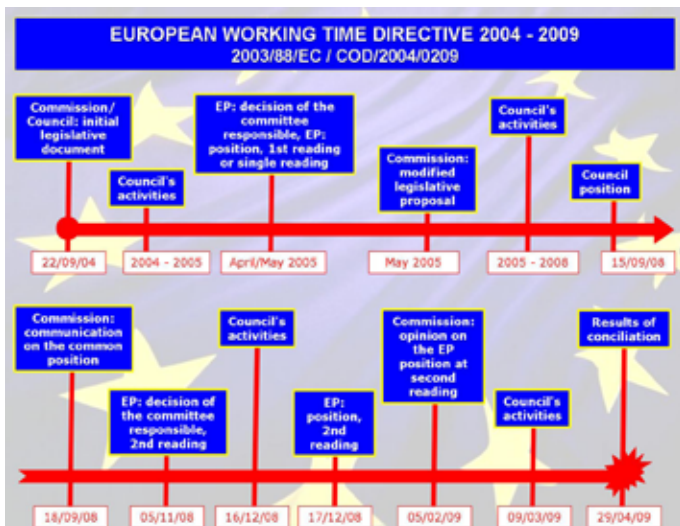 EUROPEAN WORKING TIME DIRECTIVE 2004 - 2009
2003/88/EC / COD/2004/0209
Commission/
Council: initial
legislative
document
Council's
activities
EP: decision of the
committee
responsible, EP:
position, 1st reading
or single reading
Commission:
modified
legislative
proposal
Council's
activities
Council
position
22/09/04
2004 - 2005
April/May 2005
May 2005
2005 - 2008
15/09/08
Commission:
communication
on the common
position
EP: decision of
the committee
responsible,
2nd reading
Council's
activities
EP:
position,
2nd
reading
Commission:
opinion on
the EP
position at
second
reading
Council's
activities
Results of
conciliation
18/09/08
05/11/08
16/12/08
17/12/08
05/02/09
09/03/09
29/04/09